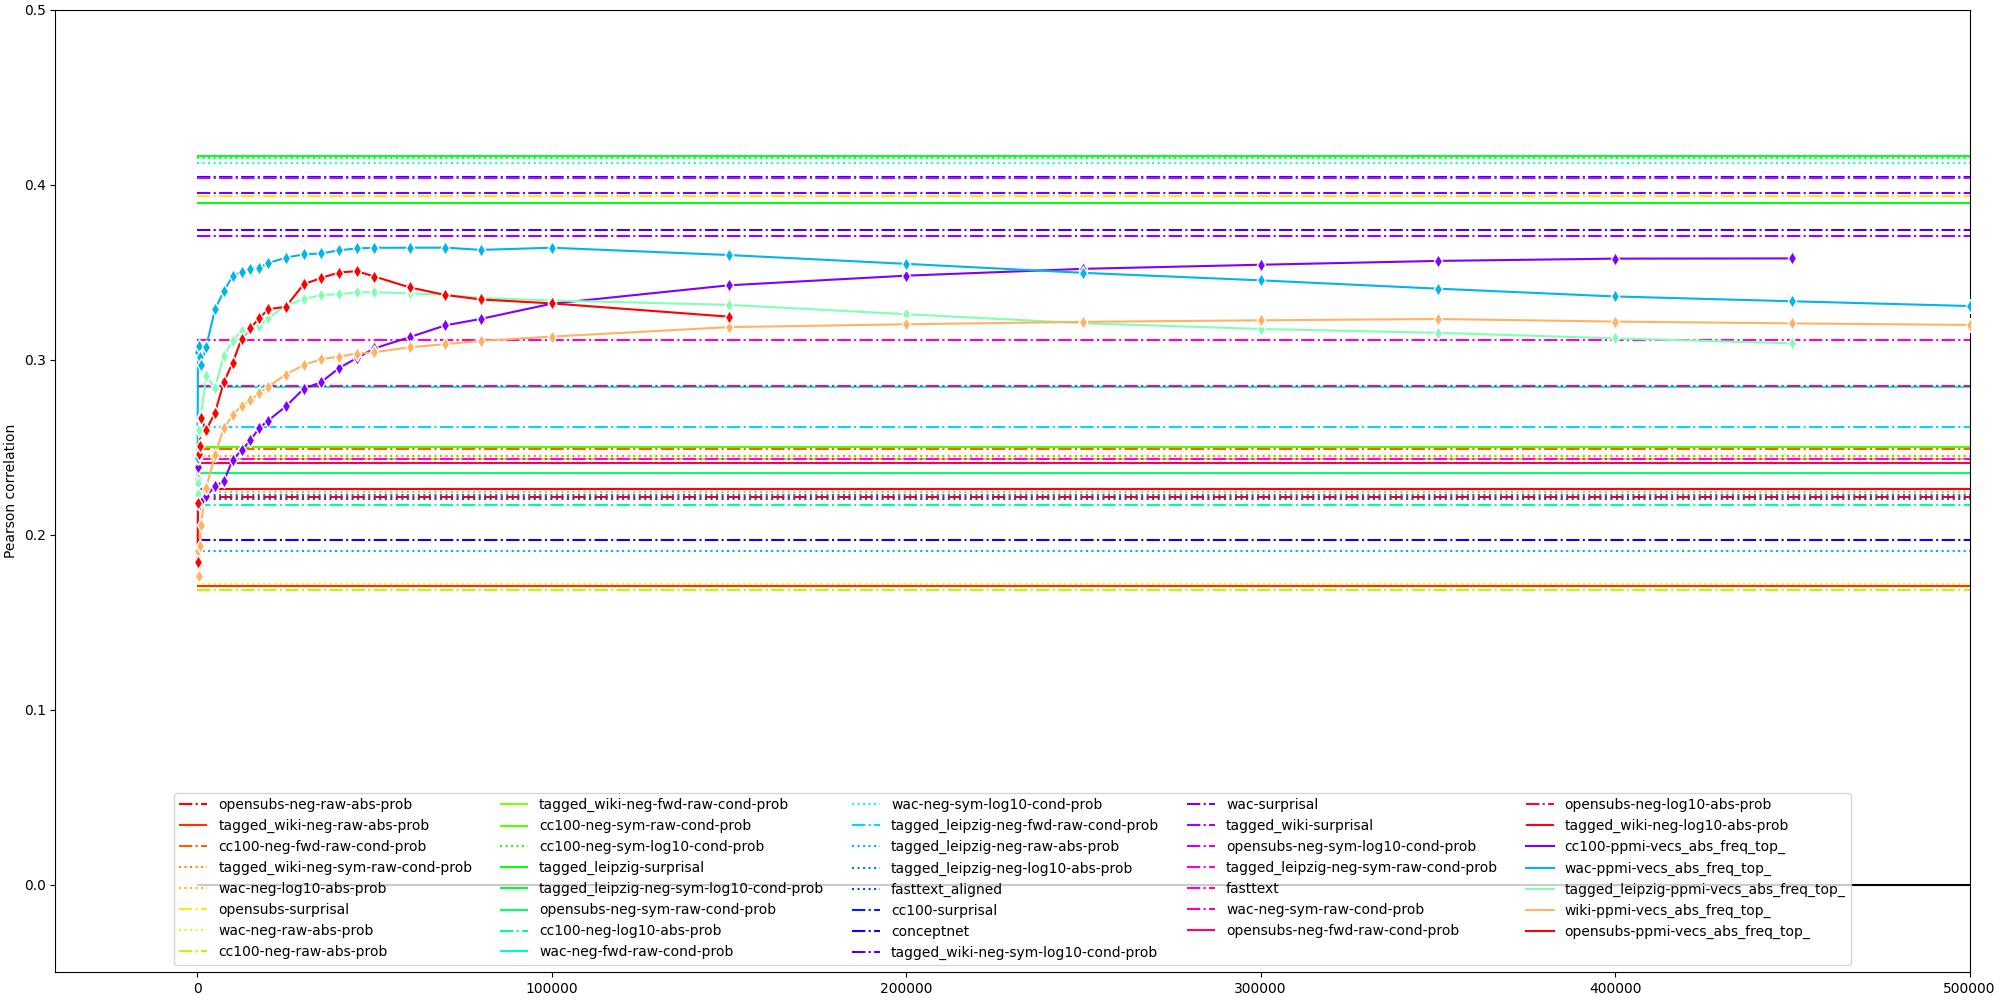 0.5
0.4
0.3
0.2
0.1
0.0
Pearson correlation
opensubs-neg-raw-abs-prob
tagged_wiki-neg-raw-abs-prob
cc100-neg-fwd-raw-cond-prob
tagged_wiki-neg-sym-raw-cond-prob
wac-neg-log10-abs-prob
opensubs-surprisal
wac-neg-raw-abs-prob
cc100-neg-raw-abs-prob
tagged_wiki-neg-fwd-raw-cond-prob
cc100-neg-sym-raw-cond-prob
cc100-neg-sym-log10-cond-prob
tagged_leipzig-surprisal
tagged_leipzig-neg-sym-log10-cond-prob
opensubs-neg-sym-raw-cond-prob
cc100-neg-log10-abs-prob
wac-neg-fwd-raw-cond-prob
wac-neg-sym-log10-cond-prob
tagged_leipzig-neg-fwd-raw-cond-prob
tagged_leipzig-neg-raw-abs-prob
tagged_leipzig-neg-log10-abs-prob
fasttext_aligned
cc100-surprisal
conceptnet
tagged_wiki-neg-sym-log10-cond-prob
wac-surprisal
tagged_wiki-surprisal
opensubs-neg-sym-log10-cond-prob
tagged_leipzig-neg-sym-raw-cond-prob
fasttext
wac-neg-sym-raw-cond-prob
opensubs-neg-fwd-raw-cond-prob
opensubs-neg-log10-abs-prob
tagged_wiki-neg-log10-abs-prob
cc100-ppmi-vecs_abs_freq_top_
wac-ppmi-vecs_abs_freq_top_
tagged_leipzig-ppmi-vecs_abs_freq_top_
wiki-ppmi-vecs_abs_freq_top_
opensubs-ppmi-vecs_abs_freq_top_
0 100000 200000 300000 400000 500000